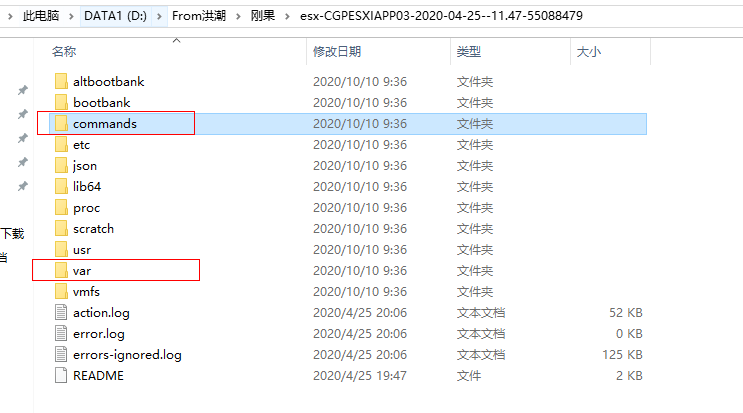 此电脑 > DATA1 (D:) > From洪潮 > 刚果 > esx-CGPESXIAPP03-2020-04-25--11.47-55088479
名称 修改日期 类型 大小
altbootbank 2020/10/10 9:36 文件夹
bootbank 2020/10/10 9:36 文件夹
commands 2020/10/10 9:36 文件夹
etc 2020/10/10 9:36 文件夹
json 2020/10/10 9:36 文件夹
lib64 2020/10/10 9:36 文件夹
proc 2020/10/10 9:36 文件夹
scratch 2020/10/10 9:36 文件夹
下载
usr 2020/10/10 9:36 文件夹
档
var 2020/10/10 9:36 文件夹
vmfs 2020/10/10 9:36 文件夹
action.log 2020/4/25 20:06 文本文档 52 KB
error.log 2020/4/25 20:06 文本文档 0 KB
errors-ignored.log 2020/4/25 20:06 文本文档 125 KB
README 2020/4/25 19:47 文件 2 KB